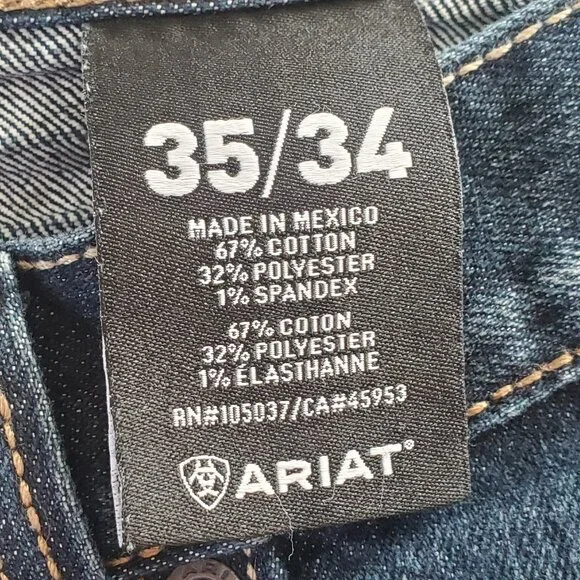 35/34
MADE IN MEXICO
67% COTTON
32% POLYESTER
1% SPANDEX
67% COTON
32% POLYESTER
1% ÉLASTHANNE
RN#105037/CA#45953
ARIAT®